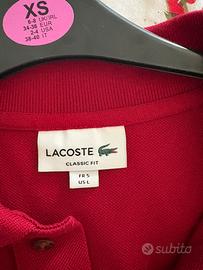 XS
6-8 UK/IRL
34-36 EUR
2-4 USA
38-40 IT
LACOSTE
CLASSIC FIT
FR 5
US L
subito